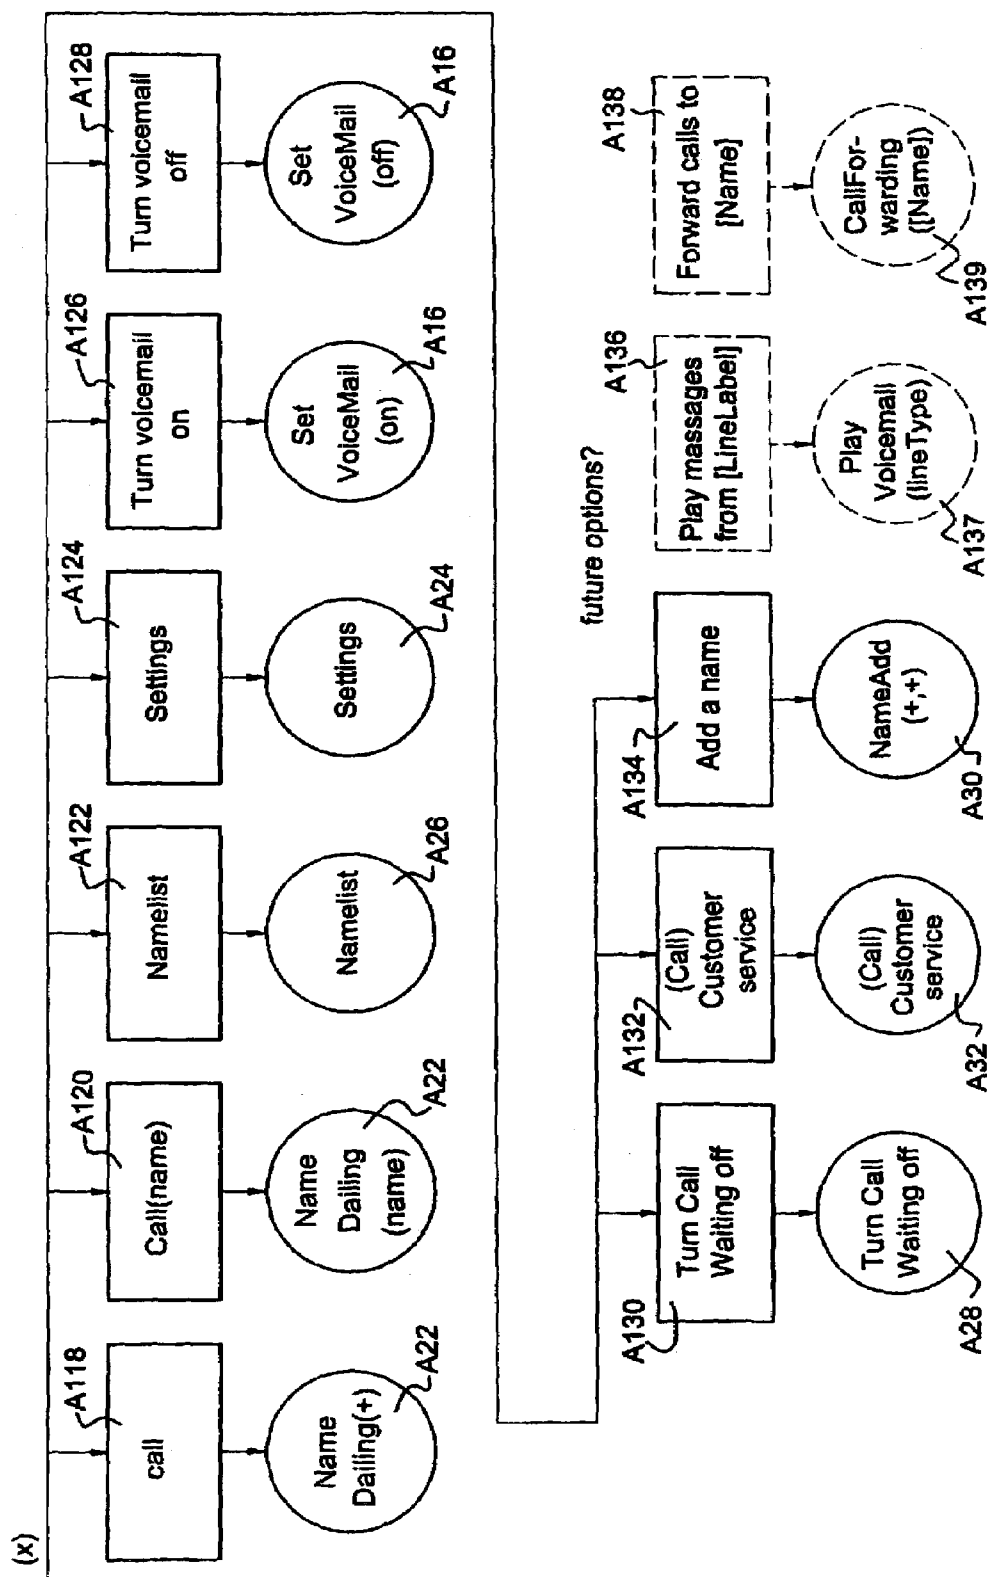 (x)
A118
call
Name
Dailing(+)
A22
A120
Call(name)
Name
Dailing
(name)
A22
A122
Namelist
Namelist
A26
A124
Settings
Settings
A24
A126
Turn voicemail
on
Set
VoiceMail
(on)
A16
A128
Turn voicemail
off
Set
VoiceMail
(off)
A16
A130
Turn Call
Waiting off
Turn Call
Waiting off
A28
A132
(Call)
Customer
service
(Call)
Customer
service
A32
A134
Add a name
NameAdd
(+,+)
A30
future options?
A136
Play massages
from [LineLabel]
Play
Voicemail
(lineType)
A137
A138
Forward calls to
[Name]
CallFor-
warding
([Name])
A139